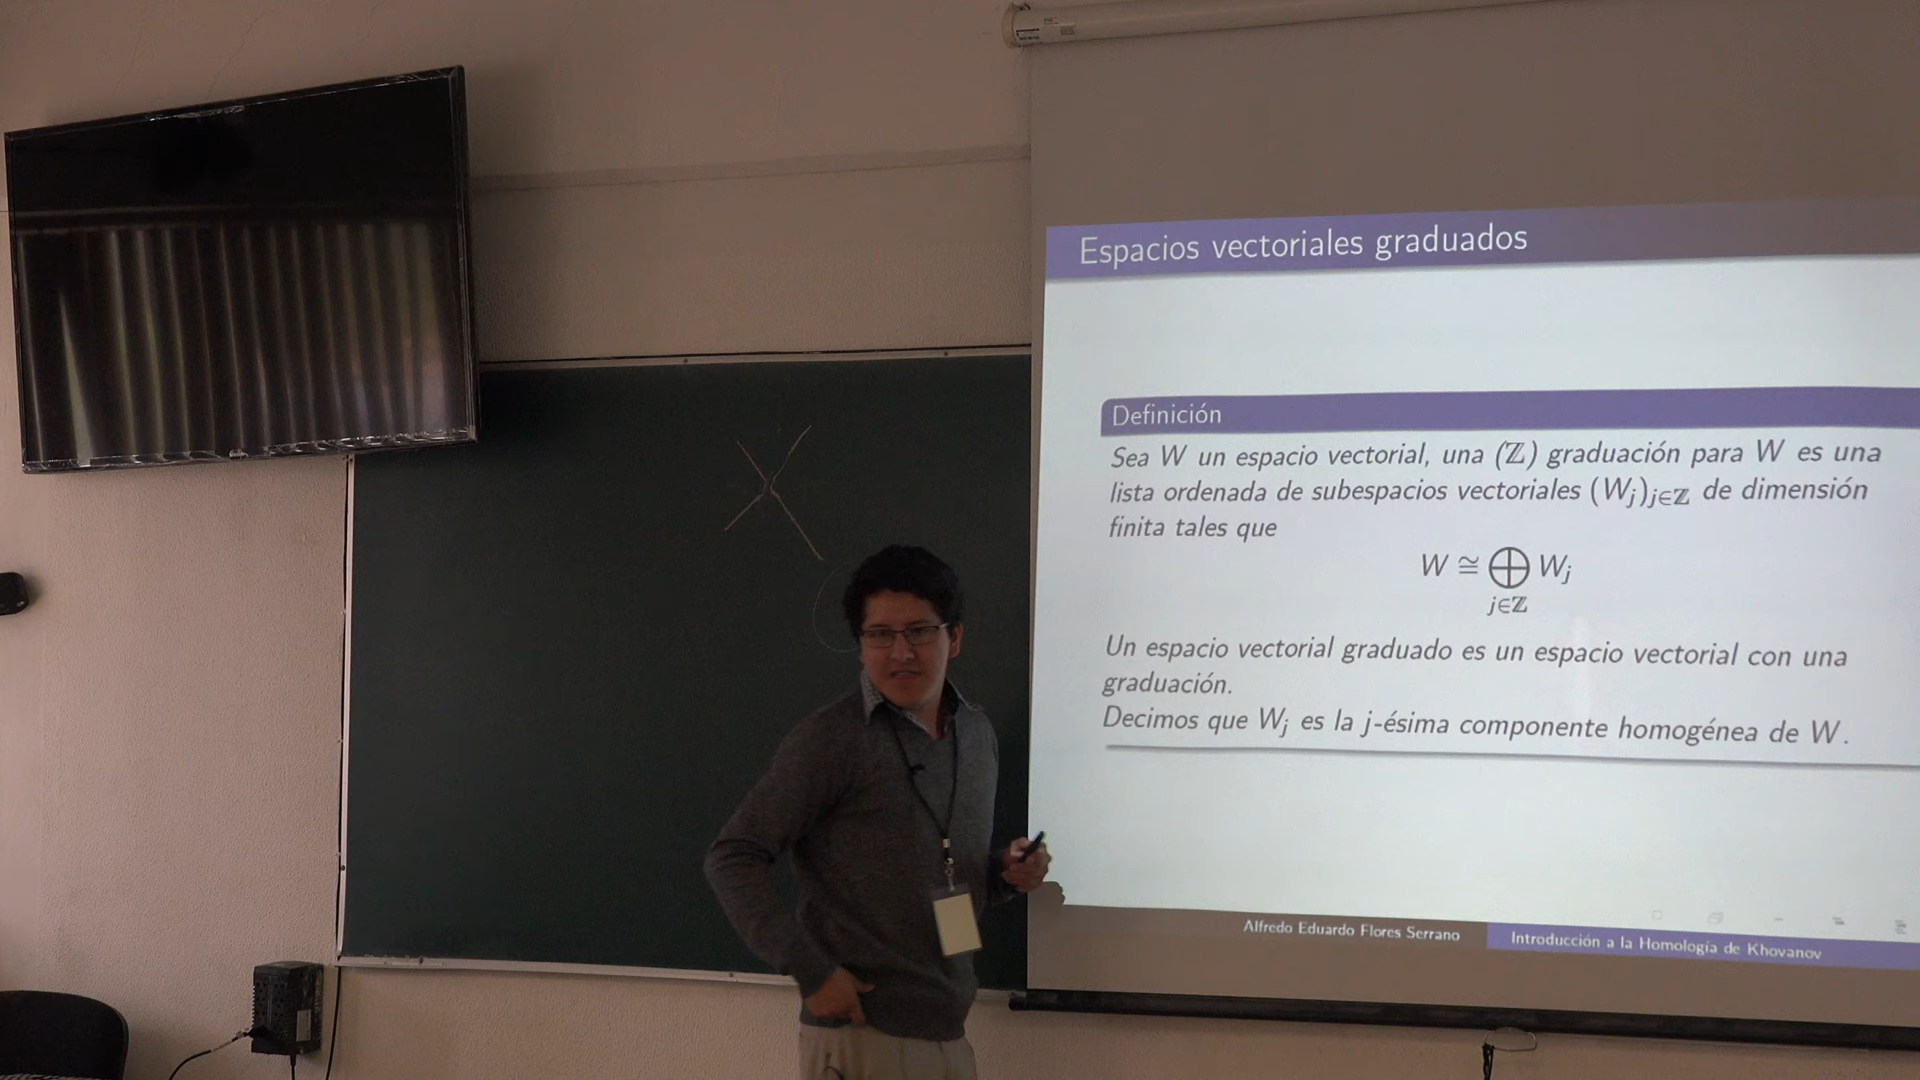 Espacios vectoriales graduados
Definición
Sea W un espacio vectorial, una (ℤ) graduación para W es una
lista ordenada de subespacios vectoriales (W_j)_{j∈ℤ} de dimensión
finita tales que
W ≅ ⨁ W_j
j∈ℤ
Un espacio vectorial graduado es un espacio vectorial con una
graduación.
Decimos que W_j es la j-ésima componente homogénea de W.
Alfredo Eduardo Flores Serrano
Introducción a la Homología de Khovanov